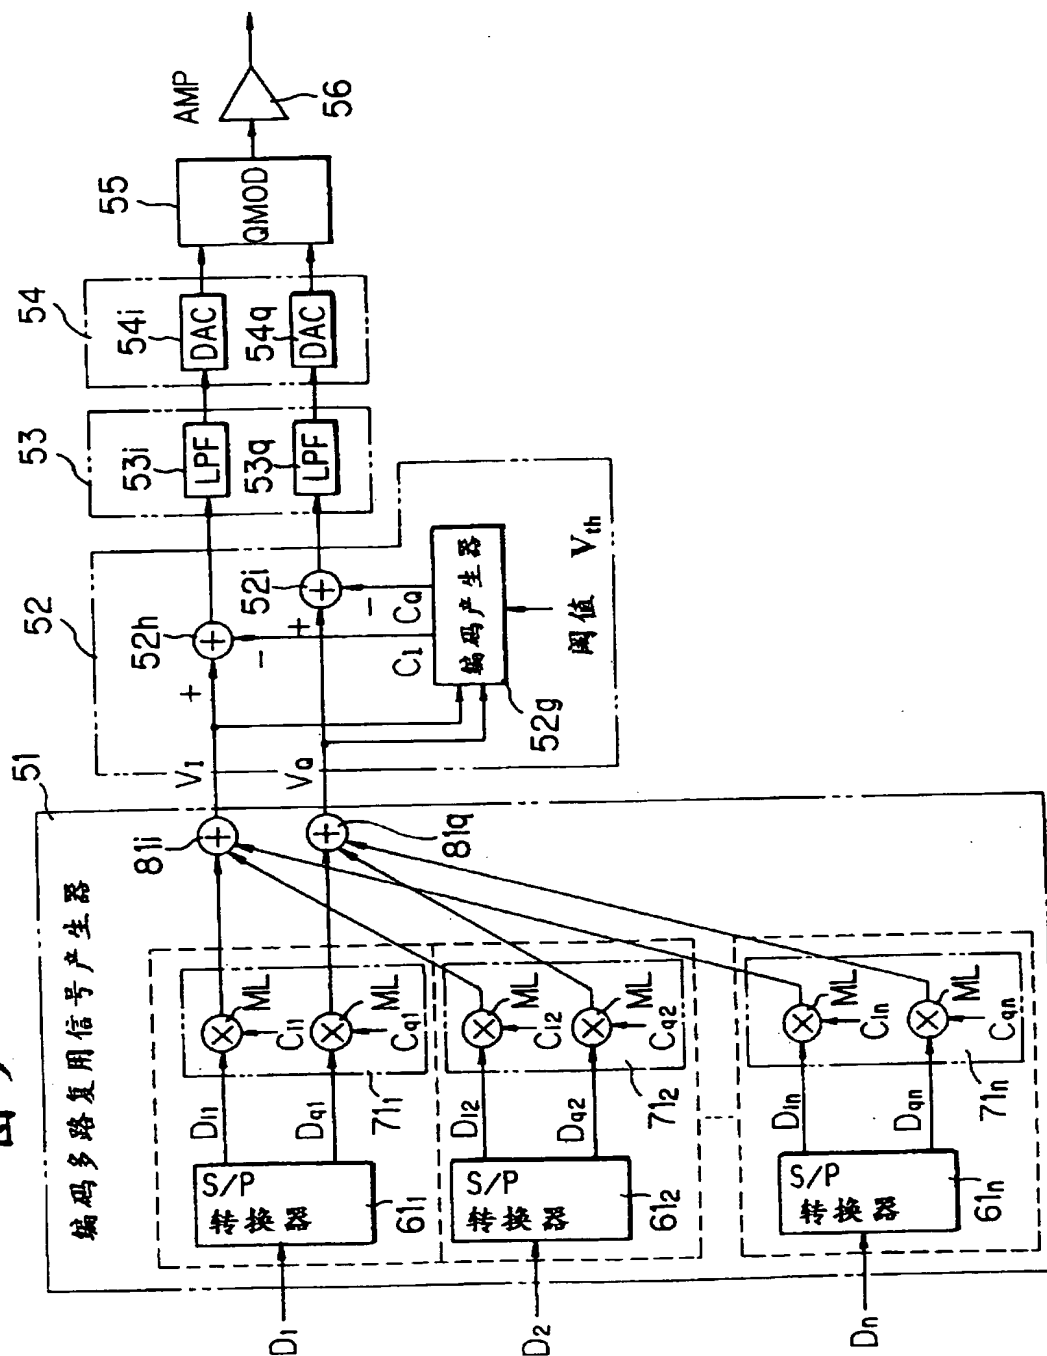 编码多路复用信号产生器
51
D1
S/P
转换器
61₁
DI1
Dq1
ML
CI1
ML
Cq1
71₁
D2
S/P
转换器
61₂
DI2
Dq2
ML
CI2
ML
Cq2
71₂
Dn
S/P
转换器
61n
DIn
Dqn
ML
CIn
ML
Cqn
71n
81i
81q
VI
VQ
52
+
52h
−
+
52i
−
CI
CQ
编码产生器
52g
阈值 Vth
53
53i
LPF
53q
LPF
54
54i
DAC
54q
DAC
55
QMOD
AMP
56